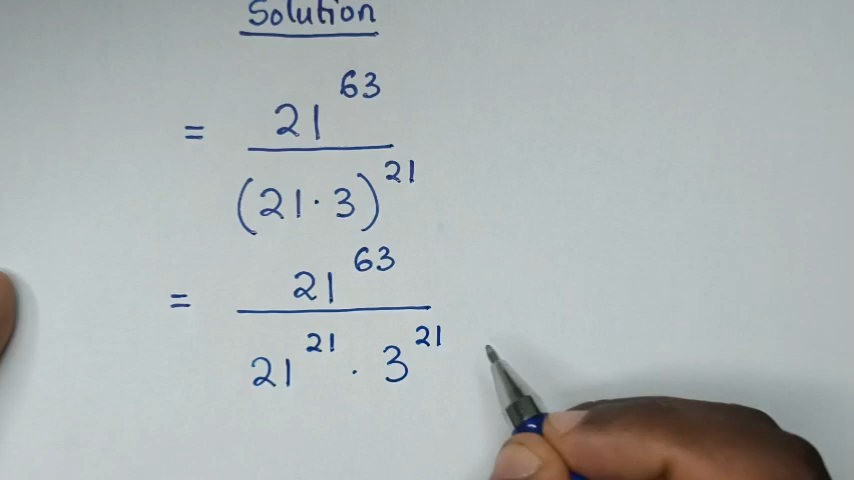 Solution
= 21^63 / (21 · 3)^21
= 21^63 / 21^21 · 3^21